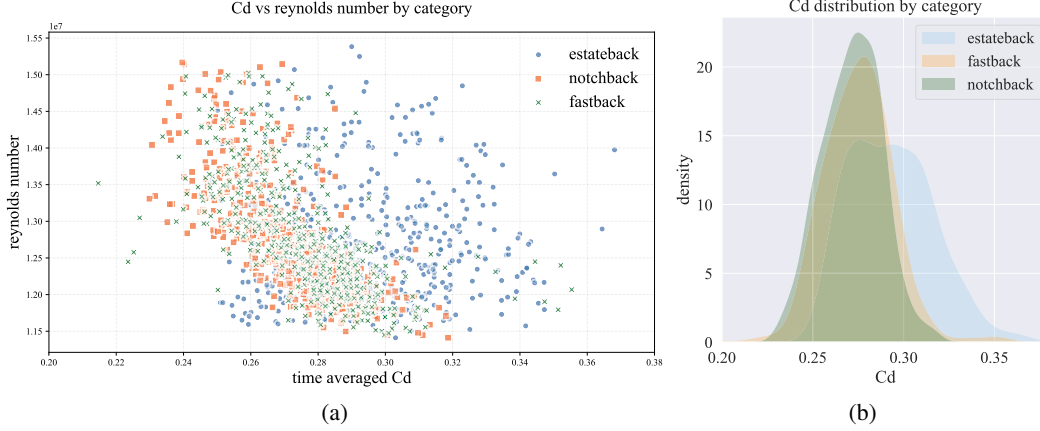 Cd vs reynolds number by category
1e7
estateback
notchback
fastback
reynolds number
1.55
1.50
1.45
1.40
1.35
1.30
1.25
1.20
1.15
0.20 0.22 0.24 0.26 0.28 0.30 0.32 0.34 0.36 0.38
time averaged Cd
(a)
Cd distribution by category
estateback
fastback
notchback
density
20
15
10
5
0
0.20 0.25 0.30 0.35
Cd
(b)